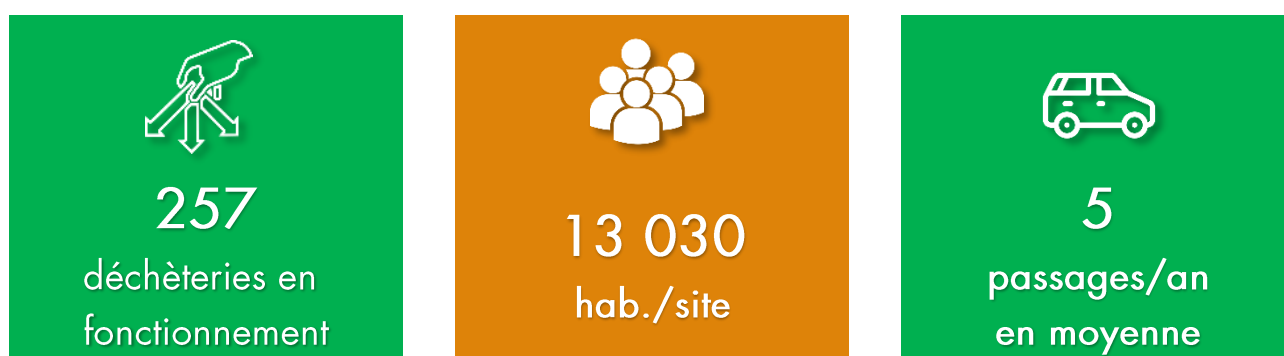 257
déchèteries en
fonctionnement
13 030
hab./site
5
passages/an
en moyenne